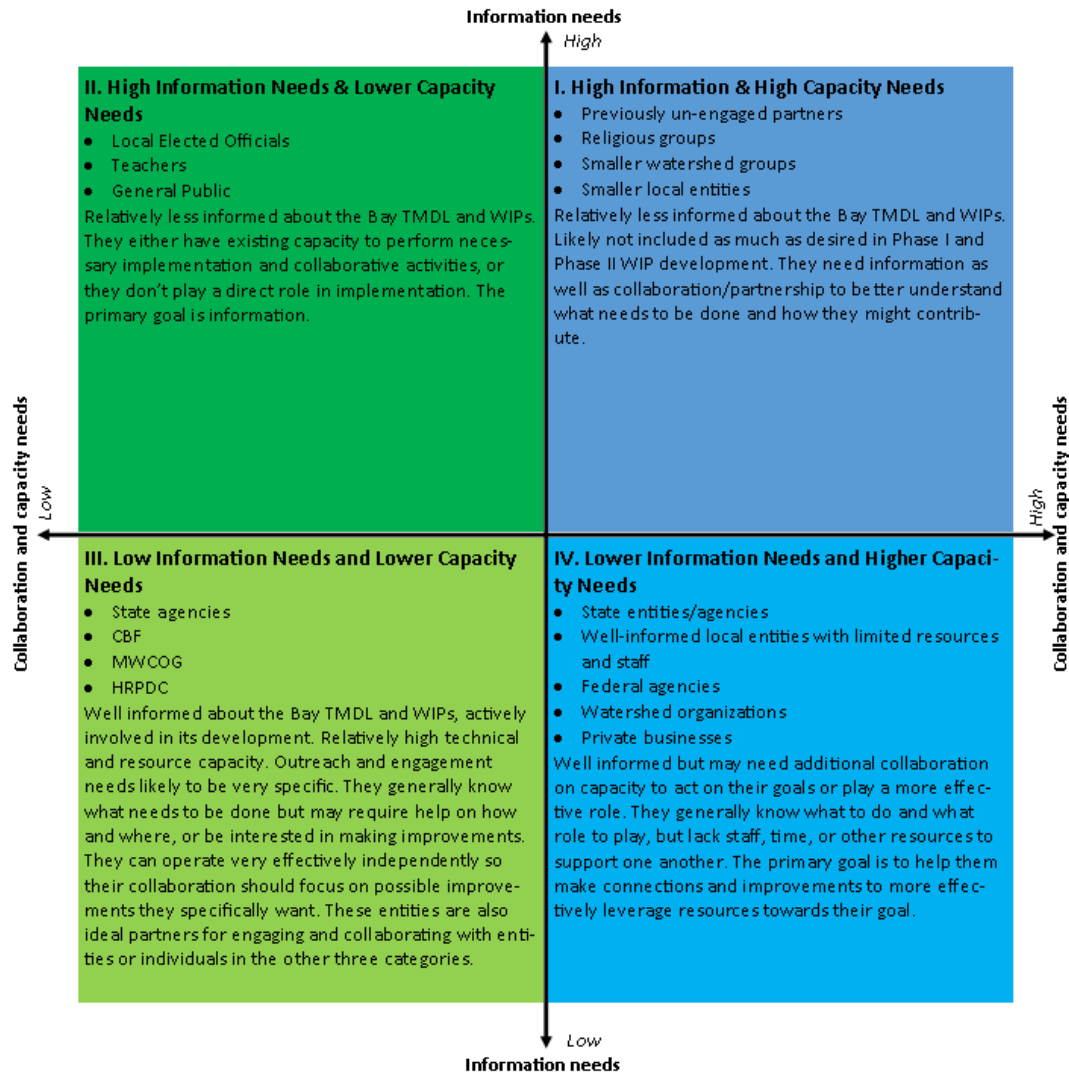 Information needs
High
II. High Information Needs & Lower Capacity
Needs
● Local Elected Officials
● Teachers
● General Public
Relatively less informed about the Bay TMDL and WIPs.
They either have existing capacity to perform neces-
sary implementation and collaborative activities, or
they don’t play a direct role in implementation. The
primary goal is information.
I. High Information & High Capacity Needs
● Previously un-engaged partners
● Religious groups
● Smaller watershed groups
● Smaller local entities
Relatively less informed about the Bay TMDL and WIPs.
Likely not included as much as desired in Phase I and
Phase II WIP development. They need information as
well as collaboration/partnership to better understand
what needs to be done and how they might contrib-
ute.
Collaboration and capacity needs
Low
High
Collaboration and capacity needs
III. Low Information Needs and Lower Capacity
Needs
● State agencies
● CBF
● MWCOG
● HRPDC
Well informed about the Bay TMDL and WIPs, actively
involved in its development. Relatively high technical
and resource capacity. Outreach and engagement
needs likely to be very specific. They generally know
what needs to be done but may require help on how
and where, or be interested in making improvements.
They can operate very effectively independently so
their collaboration should focus on possible improve-
ments they specifically want. These entities are also
ideal partners for engaging and collaborating with enti-
ties or individuals in the other three categories.
IV. Lower Information Needs and Higher Capaci-
ty Needs
● State entities/agencies
● Well-informed local entities with limited resources
and staff
● Federal agencies
● Watershed organizations
● Private businesses
Well informed but may need additional collaboration
on capacity to act on their goals or play a more effec-
tive role. They generally know what to do and what
role to play, but lack staff, time, or other resources to
support one another. The primary goal is to help them
make connections and improvements to more effec-
tively leverage resources towards their goal.
Low
Information needs